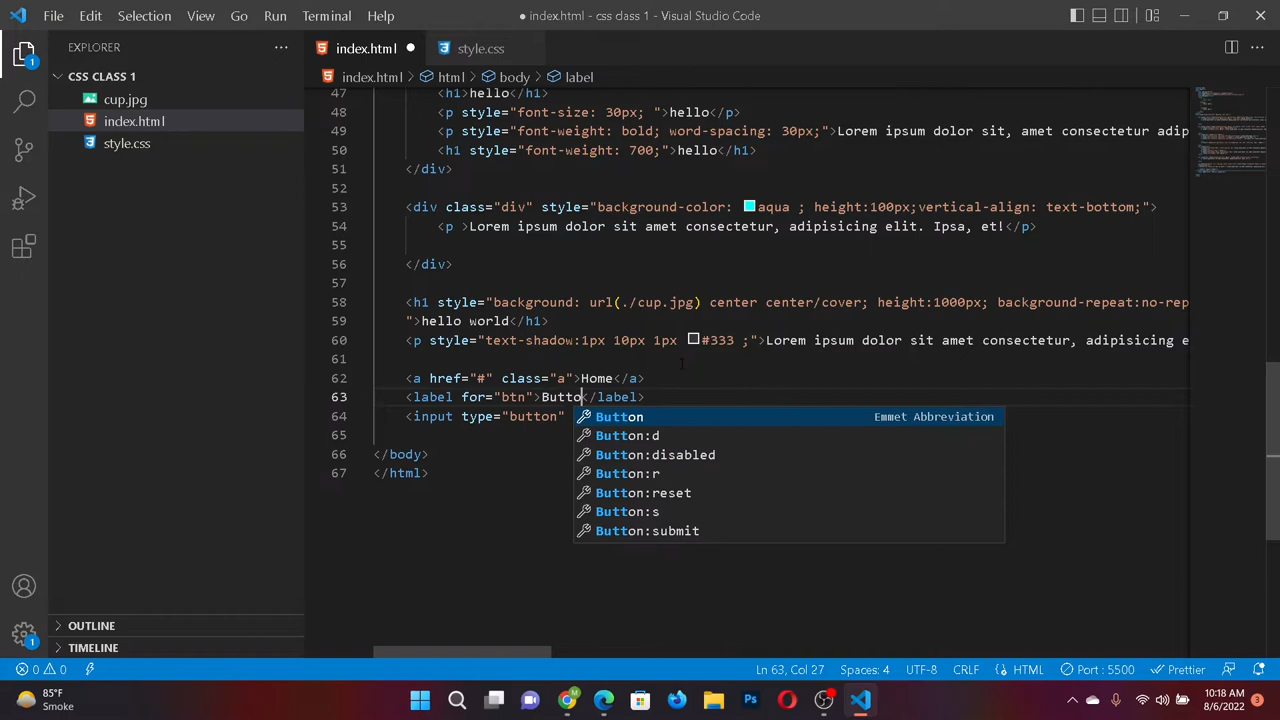 File Edit Selection View Go Run Terminal Help
index.html - css class 1 - Visual Studio Code
EXPLORER
index.html
style.css
CSS CLASS 1
index.html html body label
cup.jpg
index.html
style.css
47 <h1>hello</h1>
48 <p style="font-size: 30px; ">hello</p>
49 <p style="font-weight: bold; word-spacing: 30px;">Lorem ipsum dolor sit, amet consectetur, adip
50 <h1 style="font-weight: 700;">hello</h1>
51 </div>
52
53 <div class="div" style="background-color: aqua ; height:100px;vertical-align: text-bottom;">
54 <p >Lorem ipsum dolor sit amet consectetur, adipisicing elit. Ipsa, et!</p>
55
56 </div>
57
58 <h1 style="background: url(./cup.jpg) center center/cover; height:1000px; background-repeat:no-rep
59 ">hello world</h1>
60 <p style="text-shadow:1px 10px 1px #333 ;">Lorem ipsum dolor sit amet consectetur, adipisicing e
61
62 <a href="#" class="a">Home</a>
63 <label for="btn">Butto</label>
64 <input type="button"
65
66 </body>
67 </html>
Button Emmet Abbreviation
Button:d
Button:disabled
Button:r
Button:reset
Button:s
Button:submit
OUTLINE
TIMELINE
1
1
0 0
Ln 63, Col 27 Spaces: 4 UTF-8 CRLF HTML Port : 5500 Prettier
85°F
Smoke
M
Ps
10:18 AM
8/6/2022
3